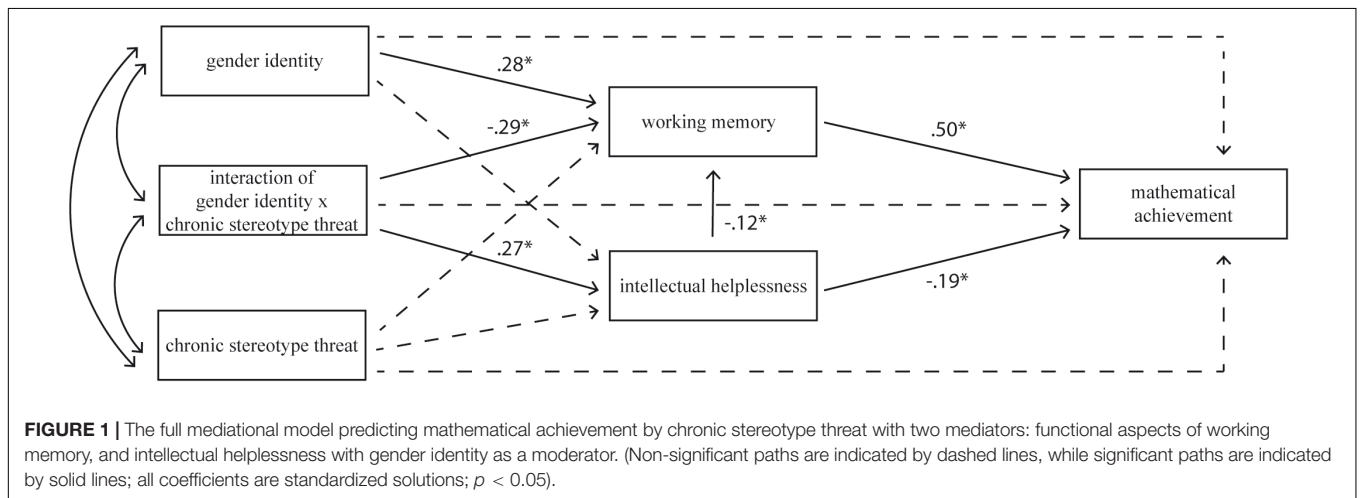 gender identity
.28*
working memory
-.29*
.50*
interaction of
gender identity x
chronic stereotype threat
mathematical
achievement
-.12*
.27*
intellectual helplessness
-.19*
chronic stereotype threat
FIGURE 1 | The full mediational model predicting mathematical achievement by chronic stereotype threat with two mediators: functional aspects of working
memory, and intellectual helplessness with gender identity as a moderator. (Non-significant paths are indicated by dashed lines, while significant paths are indicated
by solid lines; all coefficients are standardized solutions; p < 0.05).